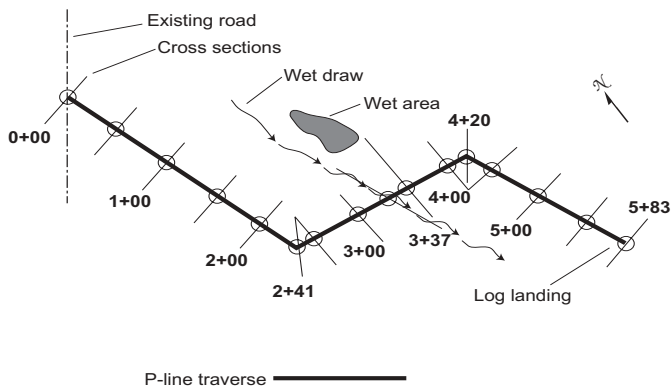 Existing road
Cross sections
Wet draw
Wet area
N
4+20
0+00
1+00
2+00
2+41
3+00
3+37
4+00
5+00
5+83
Log landing
P-line traverse